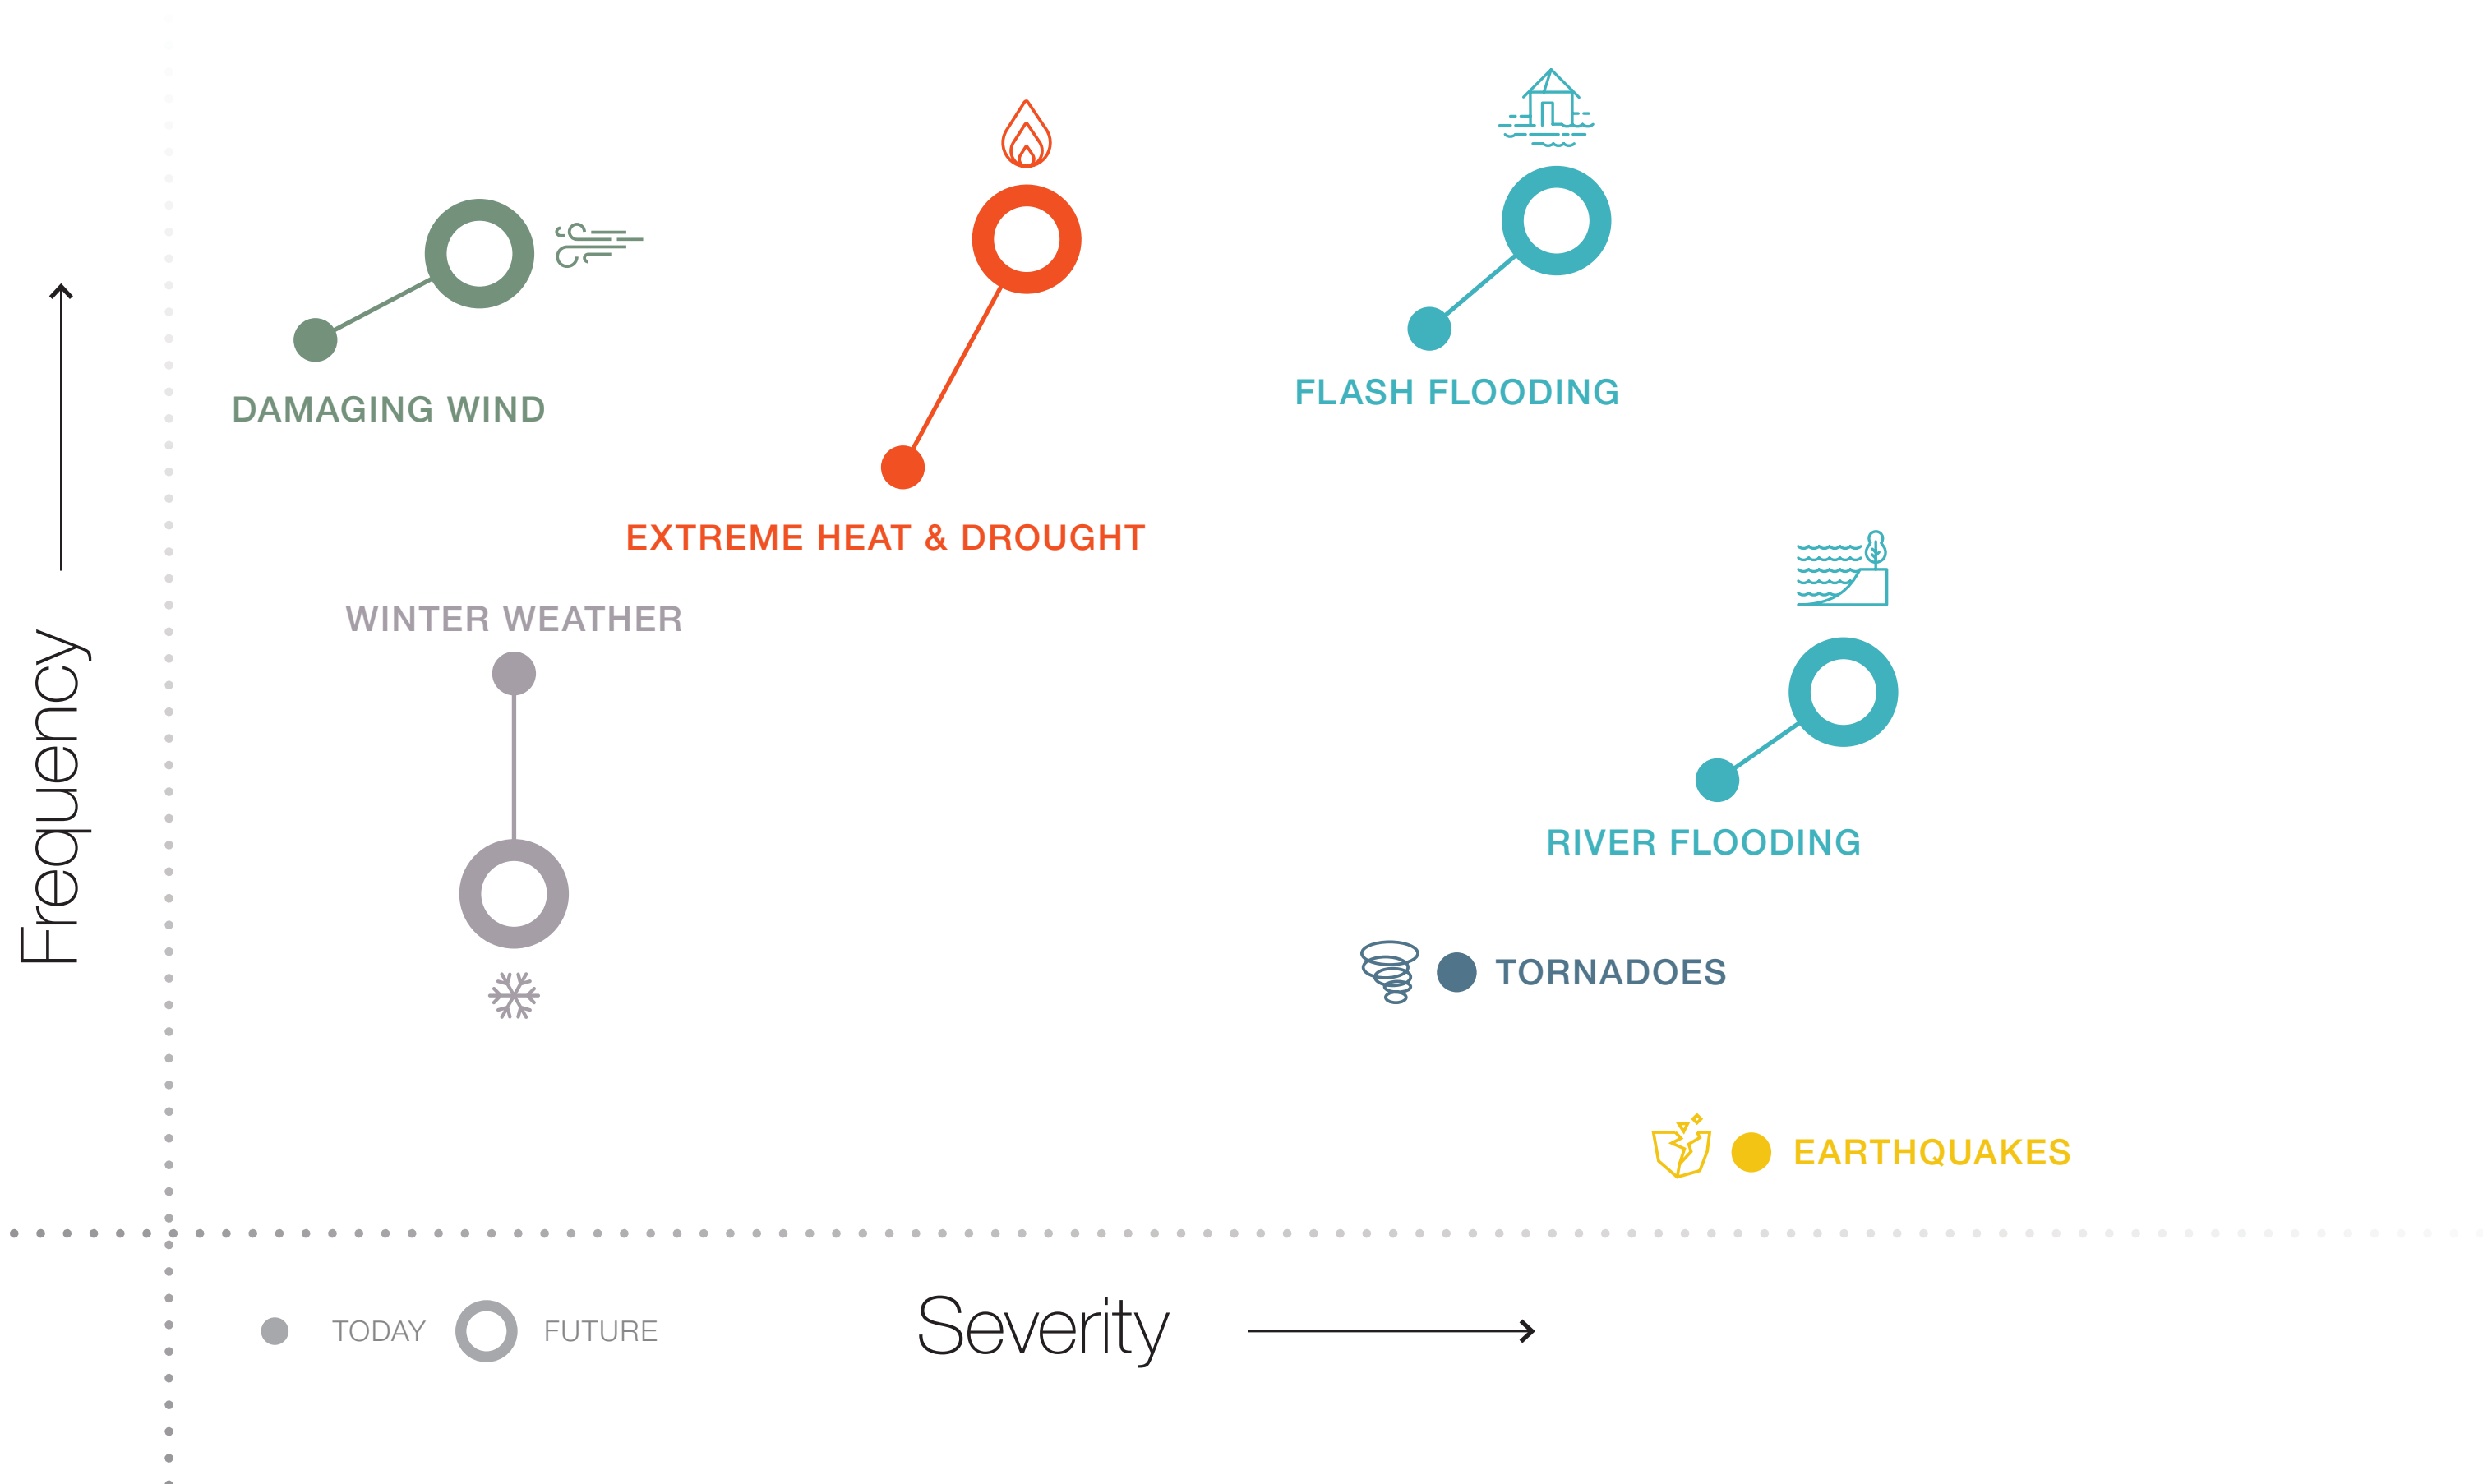 DAMAGING WIND
FLASH FLOODING
EXTREME HEAT & DROUGHT
WINTER WEATHER
Frequency
RIVER FLOODING
TORNADOES
EARTHQUAKES
TODAY
FUTURE
Severity